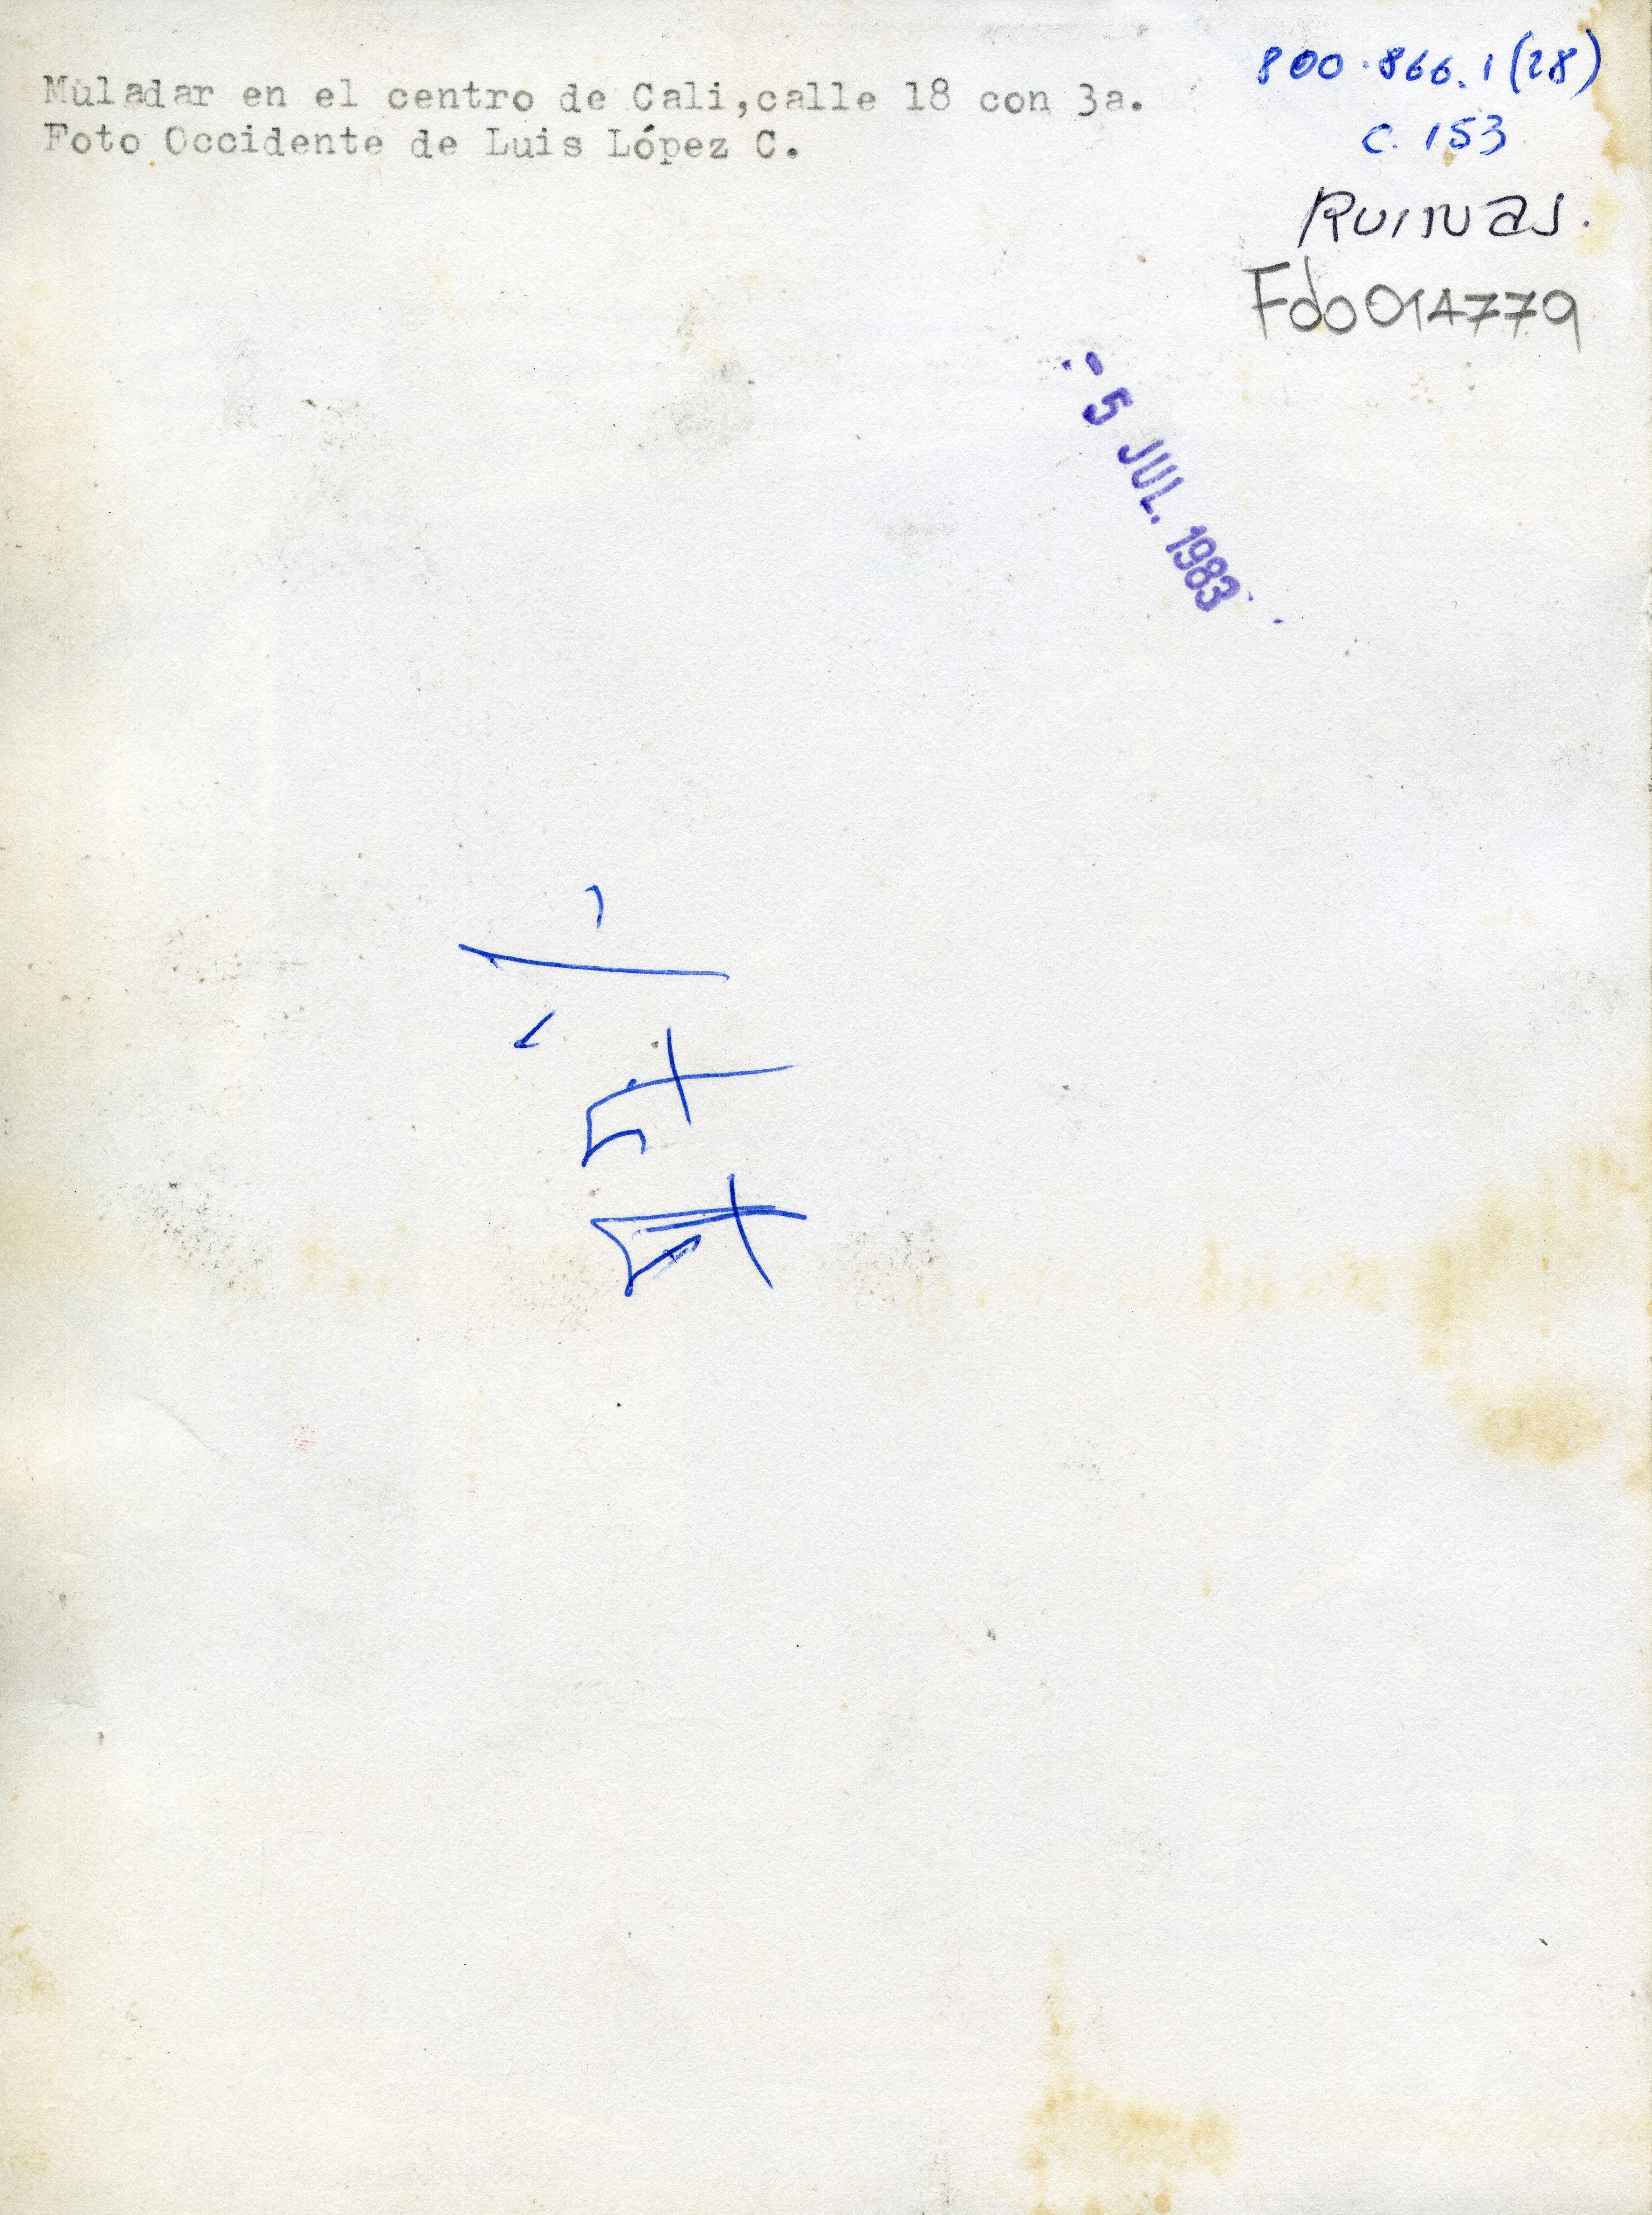 Muladar en el centro de Cali,calle 18 con 3a.
Foto Occidente de Luis López C.
800.866.1(28)
C. 153
Ruinas.
Fdo014779
- 5 JUL. 1983